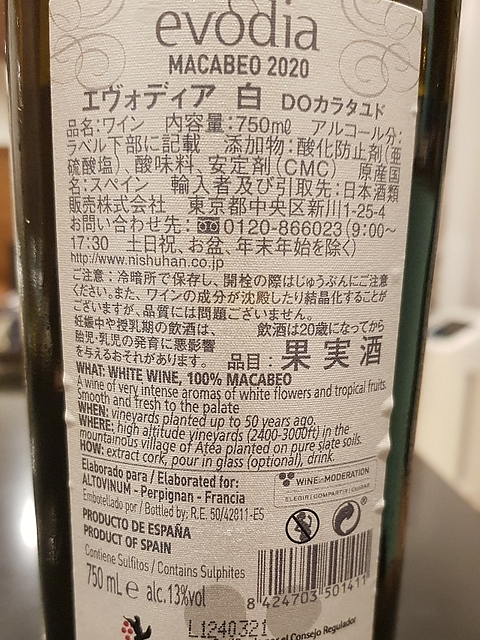 evodia
MACABEO 2020
エヴォディア 白 DOカラタユド
品名:ワイン 内容量:750mℓ アルコール分:
ラベル下部に記載 添加物:酸化防止剤(亜
硫酸塩)、酸味料、安定剤(CMC) 原産国
名:スペイン 輸入者及び引取先:日本酒類
販売株式会社 東京都中央区新川1-25-4
お問い合わせ先:0120-866023(9:00~
17:30 土日祝、お盆、年末年始を除く)
http://www.nishuhan.co.jp
ご注意:冷暗所で保存し、開栓の際はじゅうぶんにご注意
ください。また、ワインの成分が沈殿したり結晶化することが
ございますが、品質には問題ございません。
妊娠中や授乳期の飲酒は、 飲酒は20歳になってから
胎児・乳児の発育に悪影響
を与えるおそれがあります。 品目:果実酒
WHAT: WHITE WINE, 100% MACABEO
A wine of very intense aromas of white flowers and tropical fruits.
Smooth and fresh to the palate
WHEN: vineyards planted up to 50 years ago.
WHERE: high altitude vineyards (2400-3000ft) in the
mountainous village of Atea planted on pure slate soils.
HOW: extract cork, pour in glass (optional), drink.
Elaborado para / Elaborated for:
ALTOVINUM - Perpignan - Francia
Embotellado por / Bottled by: R.E. 50/42811-ES
WINE in MODERATION
ELEGIR | COMPARTIR | CUIDAR
PRODUCTO DE ESPAÑA
PRODUCT OF SPAIN
Contiene Sulfitos / Contains Sulphites
750 mL e alc.13%vol
8 424703 501411
L1240321
el Consejo Regulador